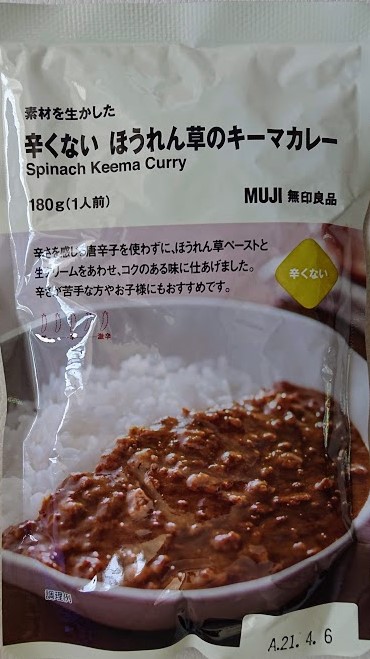 素材を生かした
辛くない ほうれん草のキーマカレー
Spinach Keema Curry
180g(1人前)
MUJI 無印良品
辛さを感じる唐辛子を使わずに、ほうれん草ペーストと
生クリームをあわせ、コクのある味に仕あげました。
辛さが苦手な方やお子様にもおすすめです。
辛くない
調理例
A.21.4.6